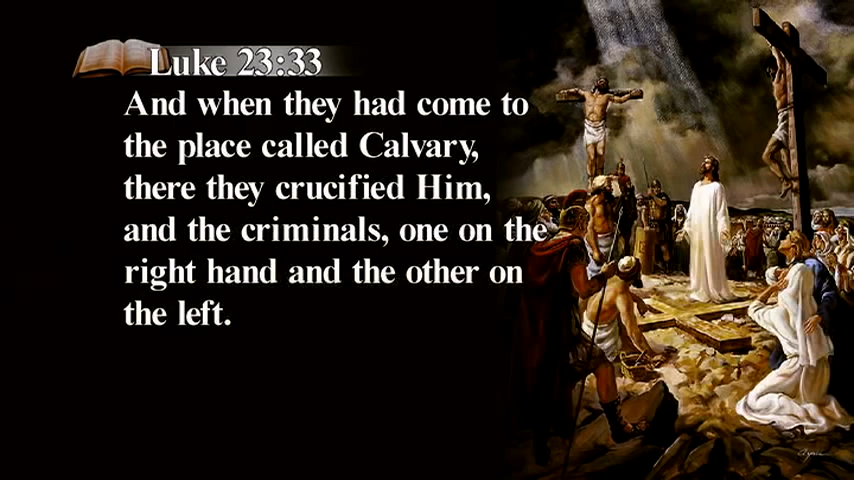 Luke 23:33
And when they had come to
the place called Calvary,
there they crucified Him,
and the criminals, one on the
right hand and the other on
the left.